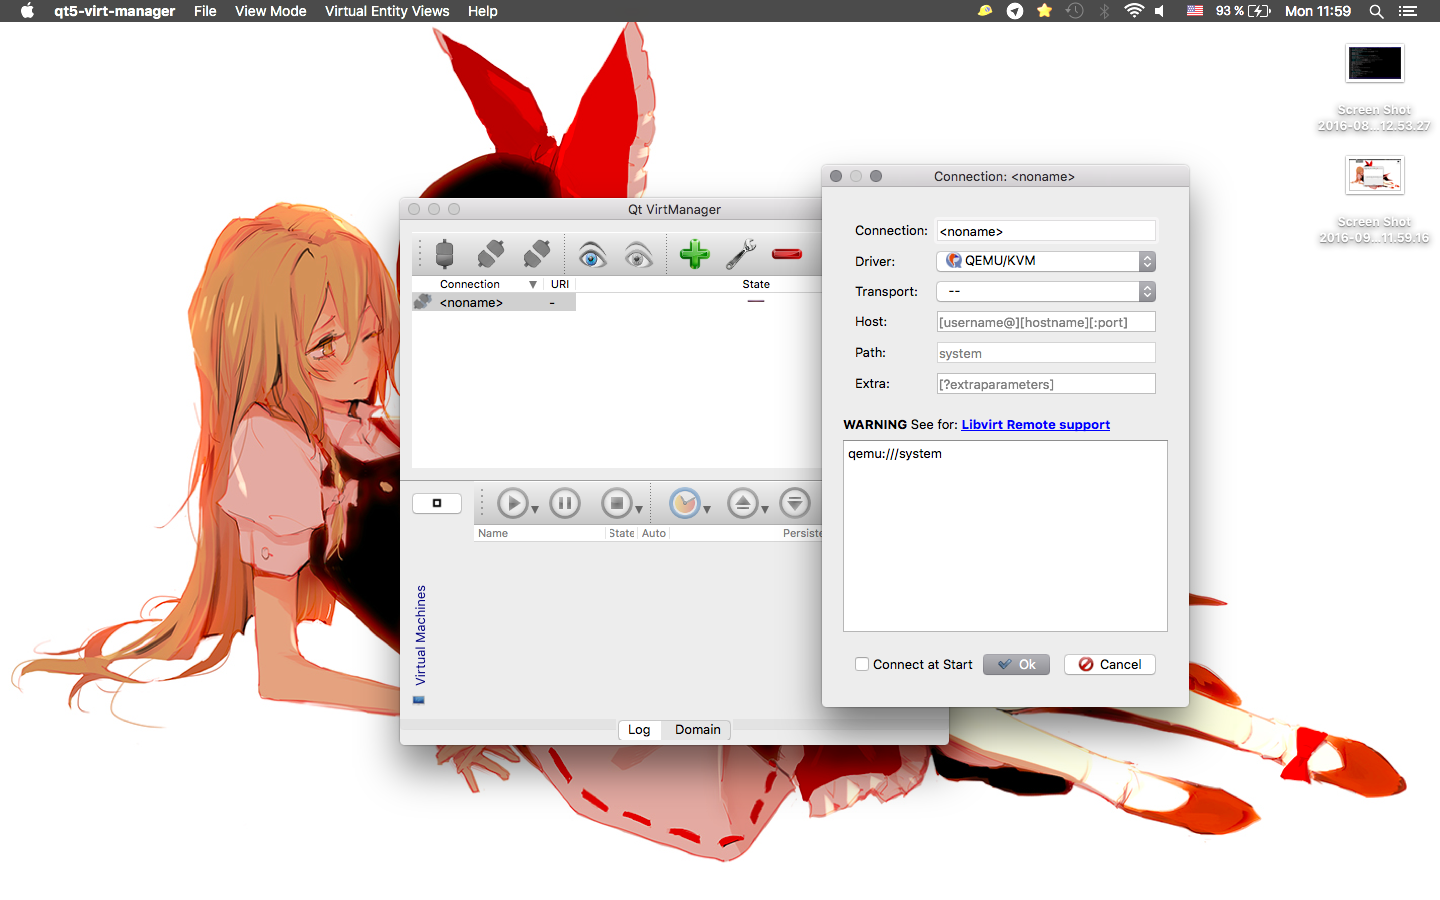 qt5-virt-manager File View Mode Virtual Entity Views Help 93 % Mon 11:59
Screen Shot
2016-08...12.53.27
Screen Shot
2016-09...11.59.16
Qt VirtManager
Connection URI State
<noname> -
Name State Auto Persiste
Virtual Machines
Log Domain
Connection: <noname>
Connection: <noname>
Driver: QEMU/KVM
Transport: --
Host: [username@][hostname][:port]
Path: system
Extra: [?extraparameters]
WARNING See for: Libvirt Remote support
qemu:///system
Connect at Start Ok Cancel